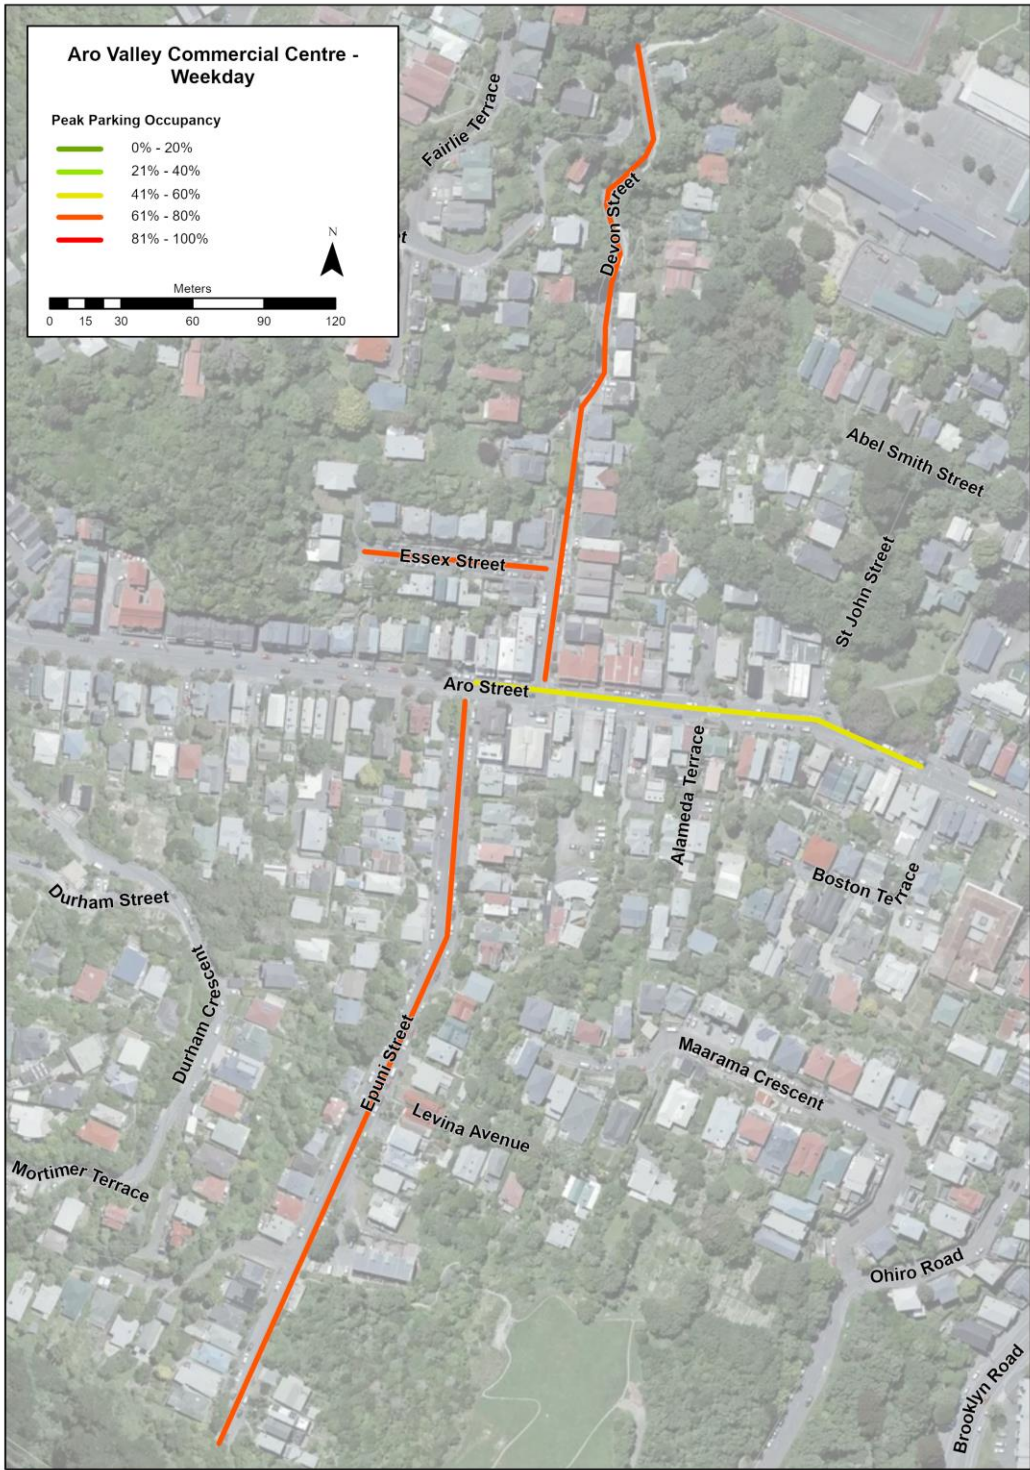 Aro Valley Commercial Centre -
Weekday
Peak Parking Occupancy
0% - 20%
21% - 40%
41% - 60%
61% - 80%
81% - 100%
N
Meters
0 15 30 60 90 120
Fairlie Terrace
Devon Street
Abel Smith Street
St John Street
Essex Street
Aro Street
Alameda Terrace
Boston Terrace
Durham Street
Durham Crescent
Epuni Street
Maarama Crescent
Levina Avenue
Mortimer Terrace
Ohiro Road
Brooklyn Road